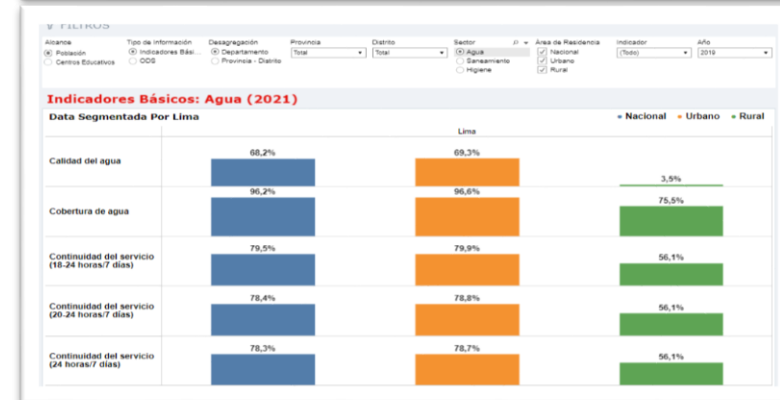 FILTROS
Alcance Tipo de Información Desagregación Provincia Distrito Sector Área de Residencia Indicador Año
Población Indicadores Bási... Departamento Total Total Agua Nacional (Todo) 2019
Centros Educativos ODS Provincia - Distrito Saneamiento Urbano
Higiene Rural
Indicadores Básicos: Agua (2021)
Data Segmentada Por Lima Nacional Urbano Rural
Lima
Calidad del agua 68,2% 69,3% 3,5%
Cobertura de agua 96,2% 96,6% 75,5%
Continuidad del servicio
(18-24 horas/7 días) 79,5% 79,9% 56,1%
Continuidad del servicio
(20-24 horas/7 días) 78,4% 78,8% 56,1%
Continuidad del servicio
(24 horas/7 días) 78,3% 78,7% 56,1%